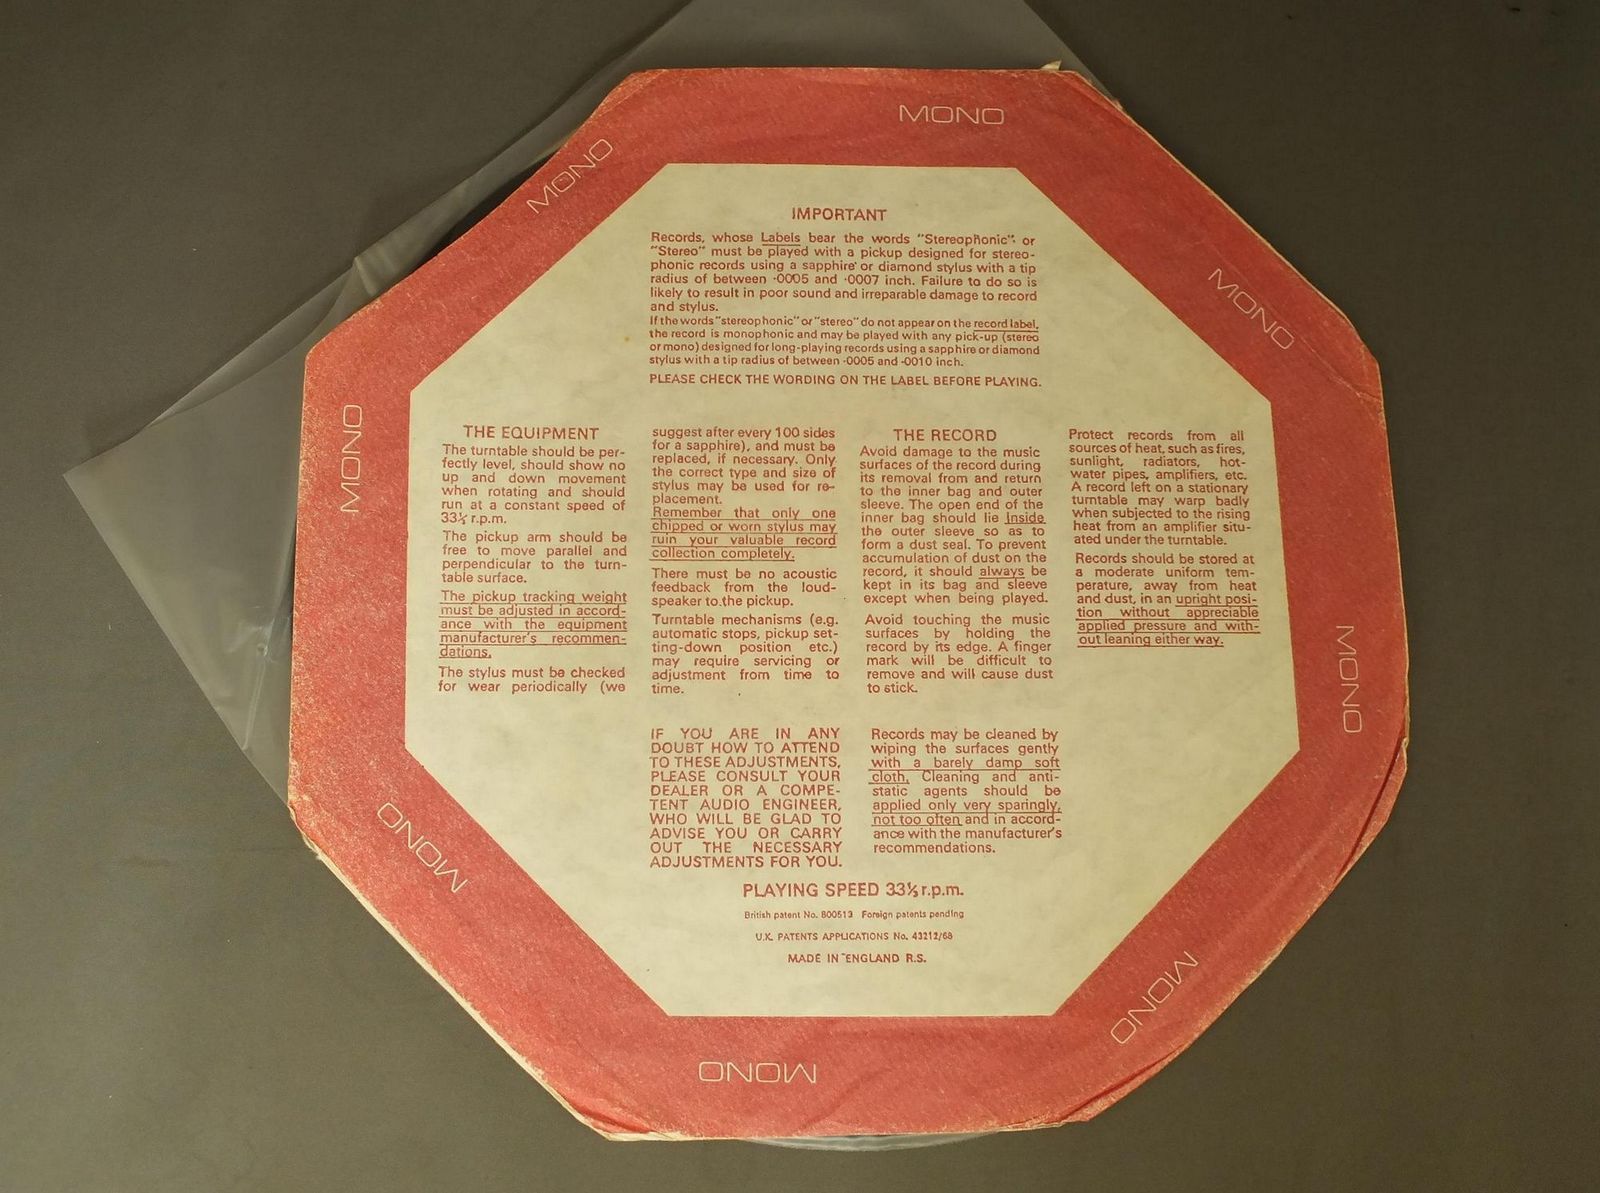 MONO
MONO
MONO
MONO
MONO
MONO
MONO
MONO
IMPORTANT
Records, whose Labels bear the words "Stereophonic" or
"Stereo" must be played with a pickup designed for stereo-
phonic records using a sapphire or diamond stylus with a tip
radius of between ·0005 and ·0007 inch. Failure to do so is
likely to result in poor sound and irreparable damage to record
and stylus.
If the words "stereophonic" or "stereo" do not appear on the record label,
the record is monophonic and may be played with any pick-up (stereo
or mono) designed for long-playing records using a sapphire or diamond
stylus with a tip radius of between ·0005 and ·0010 inch.
PLEASE CHECK THE WORDING ON THE LABEL BEFORE PLAYING.
THE EQUIPMENT
The turntable should be per-
fectly level, should show no
up and down movement
when rotating and should
run at a constant speed of
33⅓ r.p.m.
The pickup arm should be
free to move parallel and
perpendicular to the turn-
table surface.
The pickup tracking weight
must be adjusted in accord-
ance with the equipment
manufacturer's recommen-
dations.
The stylus must be checked
for wear periodically (we
suggest after every 100 sides
for a sapphire), and must be
replaced, if necessary. Only
the correct type and size of
stylus may be used for re-
placement.
Remember that only one
chipped or worn stylus may
ruin your valuable record
collection completely.
There must be no acoustic
feedback from the loud-
speaker to the pickup.
Turntable mechanisms (e.g.
automatic stops, pickup set-
ting-down position etc.)
may require servicing or
adjustment from time to
time.
THE RECORD
Avoid damage to the music
surfaces of the record during
its removal from and return
to the inner bag and outer
sleeve. The open end of the
inner bag should lie Inside
the outer sleeve so as to
form a dust seal. To prevent
accumulation of dust on the
record, it should always be
kept in its bag and sleeve
except when being played.
Avoid touching the music
surfaces by holding the
record by its edge. A finger
mark will be difficult to
remove and will cause dust
to stick.
Protect records from all
sources of heat, such as fires,
sunlight, radiators, hot-
water pipes, amplifiers, etc.
A record left on a stationary
turntable may warp badly
when subjected to the rising
heat from an amplifier situ-
ated under the turntable.
Records should be stored at
a moderate uniform tem-
perature, away from heat
and dust, in an upright posi-
tion without appreciable
applied pressure and with-
out leaning either way.
IF YOU ARE IN ANY
DOUBT HOW TO ATTEND
TO THESE ADJUSTMENTS,
PLEASE CONSULT YOUR
DEALER OR A COMPE-
TENT AUDIO ENGINEER,
WHO WILL BE GLAD TO
ADVISE YOU OR CARRY
OUT THE NECESSARY
ADJUSTMENTS FOR YOU.
Records may be cleaned by
wiping the surfaces gently
with a barely damp soft
cloth. Cleaning and anti-
static agents should be
applied only very sparingly,
not too often and in accord-
ance with the manufacturer's
recommendations.
PLAYING SPEED 33⅓ r.p.m.
British patent No. 800513 Foreign patents pending
U.K. PATENTS APPLICATIONS No. 43212/68
MADE IN ENGLAND R.S.